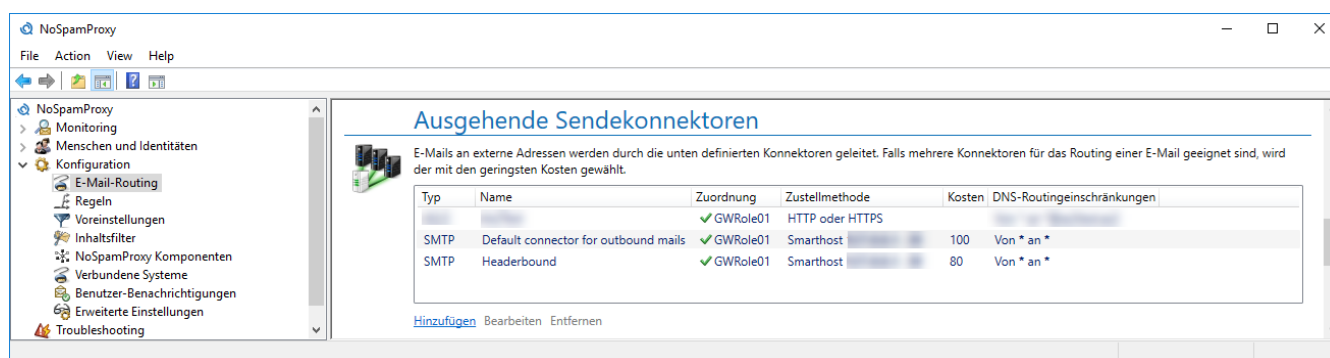 NoSpamProxy
File Action View Help
NoSpamProxy
Monitoring
Menschen und Identitäten
Konfiguration
E-Mail-Routing
Regeln
Voreinstellungen
Inhaltsfilter
NoSpamProxy Komponenten
Verbundene Systeme
Benutzer-Benachrichtigungen
Erweiterte Einstellungen
Troubleshooting
Ausgehende Sendekonnektoren
E-Mails an externe Adressen werden durch die unten definierten Konnektoren geleitet. Falls mehrere Konnektoren für das Routing einer E-Mail geeignet sind, wird
der mit den geringsten Kosten gewählt.
Typ Name Zuordnung Zustellmethode Kosten DNS-Routingeinschränkungen
GWRole01 HTTP oder HTTPS
SMTP Default connector for outbound mails GWRole01 Smarthost 100 Von * an *
SMTP Headerbound GWRole01 Smarthost 80 Von * an *
Hinzufügen Bearbeiten Entfernen